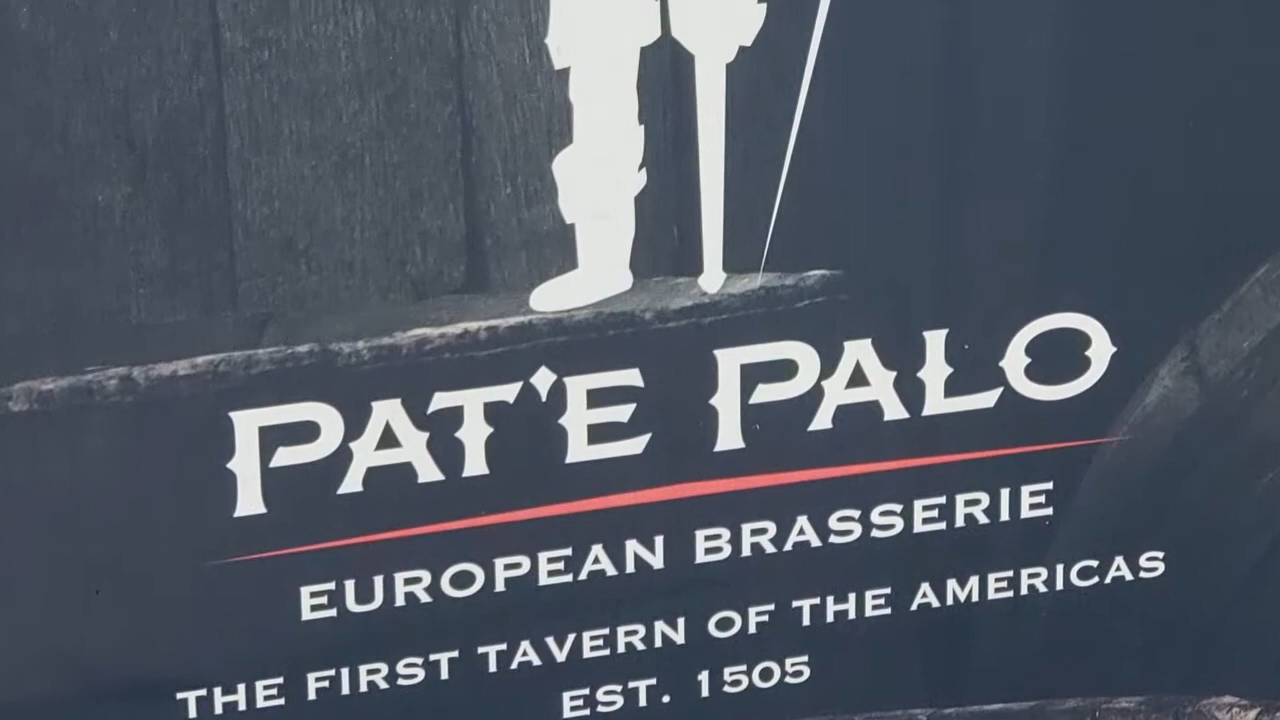 PAT'E PALO
EUROPEAN BRASSERIE
THE FIRST TAVERN OF THE AMERICAS
EST. 1505